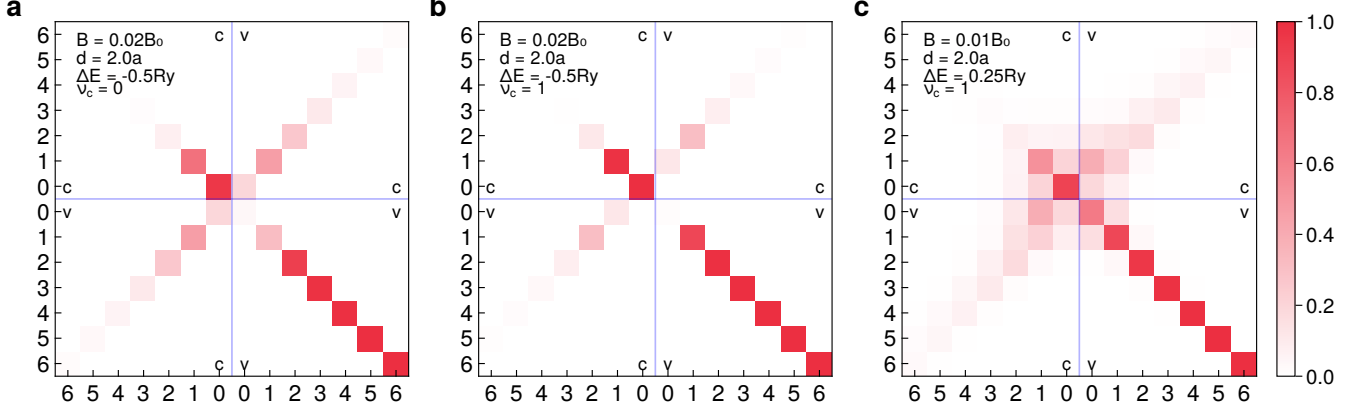 a
b
c
6 c v
B = 0.02B₀
d = 2.0a
ΔE = -0.5Ry
ν_c = 0
5
4
3
2
1
0 c c
0 v v
1
2
3
4
5
6 c v
6 5 4 3 2 1 0 0 1 2 3 4 5 6
6 c v
B = 0.02B₀
d = 2.0a
ΔE = -0.5Ry
ν_c = 1
5
4
3
2
1
0 c c
0 v v
1
2
3
4
5
6 c v
6 5 4 3 2 1 0 0 1 2 3 4 5 6
6 c v
B = 0.01B₀
d = 2.0a
ΔE = 0.25Ry
ν_c = 1
5
4
3
2
1
0 c c
0 v v
1
2
3
4
5
6 c v
6 5 4 3 2 1 0 0 1 2 3 4 5 6
1.0
0.8
0.6
0.4
0.2
0.0